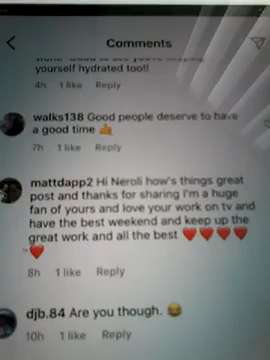 Comments
yourself hydrated too!!
4h 1 like Reply
walks138 Good people deserve to have
a good time 🤙
7h 1 like Reply
mattdapp2 Hi Neroli how's things great
post and thanks for sharing I'm a huge
fan of yours and love your work on tv and
have the best weekend and keep up the
great work and all the best ❤️❤️❤️❤️
❤️
8h 1 like Reply
djb.84 Are you though. 😂
10h 1 like Reply